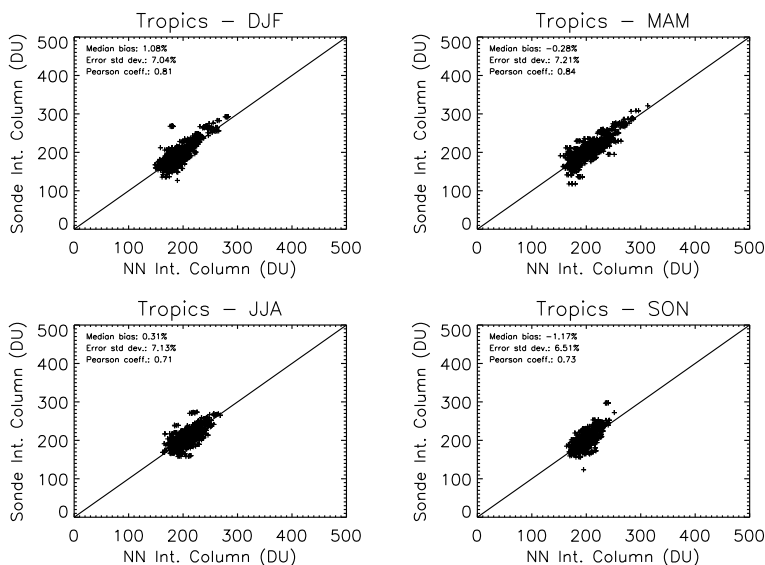 Tropics – DJF
Median bias: 1.08%
Error std dev.: 7.04%
Pearson coeff.: 0.81
Sonde Int. Column (DU)
500
400
300
200
100
0
0 100 200 300 400 500
NN Int. Column (DU)
Tropics – MAM
Median bias: −0.28%
Error std dev.: 7.21%
Pearson coeff.: 0.84
Sonde Int. Column (DU)
500
400
300
200
100
0
0 100 200 300 400 500
NN Int. Column (DU)
Tropics – JJA
Median bias: 0.31%
Error std dev.: 7.13%
Pearson coeff.: 0.71
Sonde Int. Column (DU)
500
400
300
200
100
0
0 100 200 300 400 500
NN Int. Column (DU)
Tropics – SON
Median bias: −1.17%
Error std dev.: 6.51%
Pearson coeff.: 0.73
Sonde Int. Column (DU)
500
400
300
200
100
0
0 100 200 300 400 500
NN Int. Column (DU)